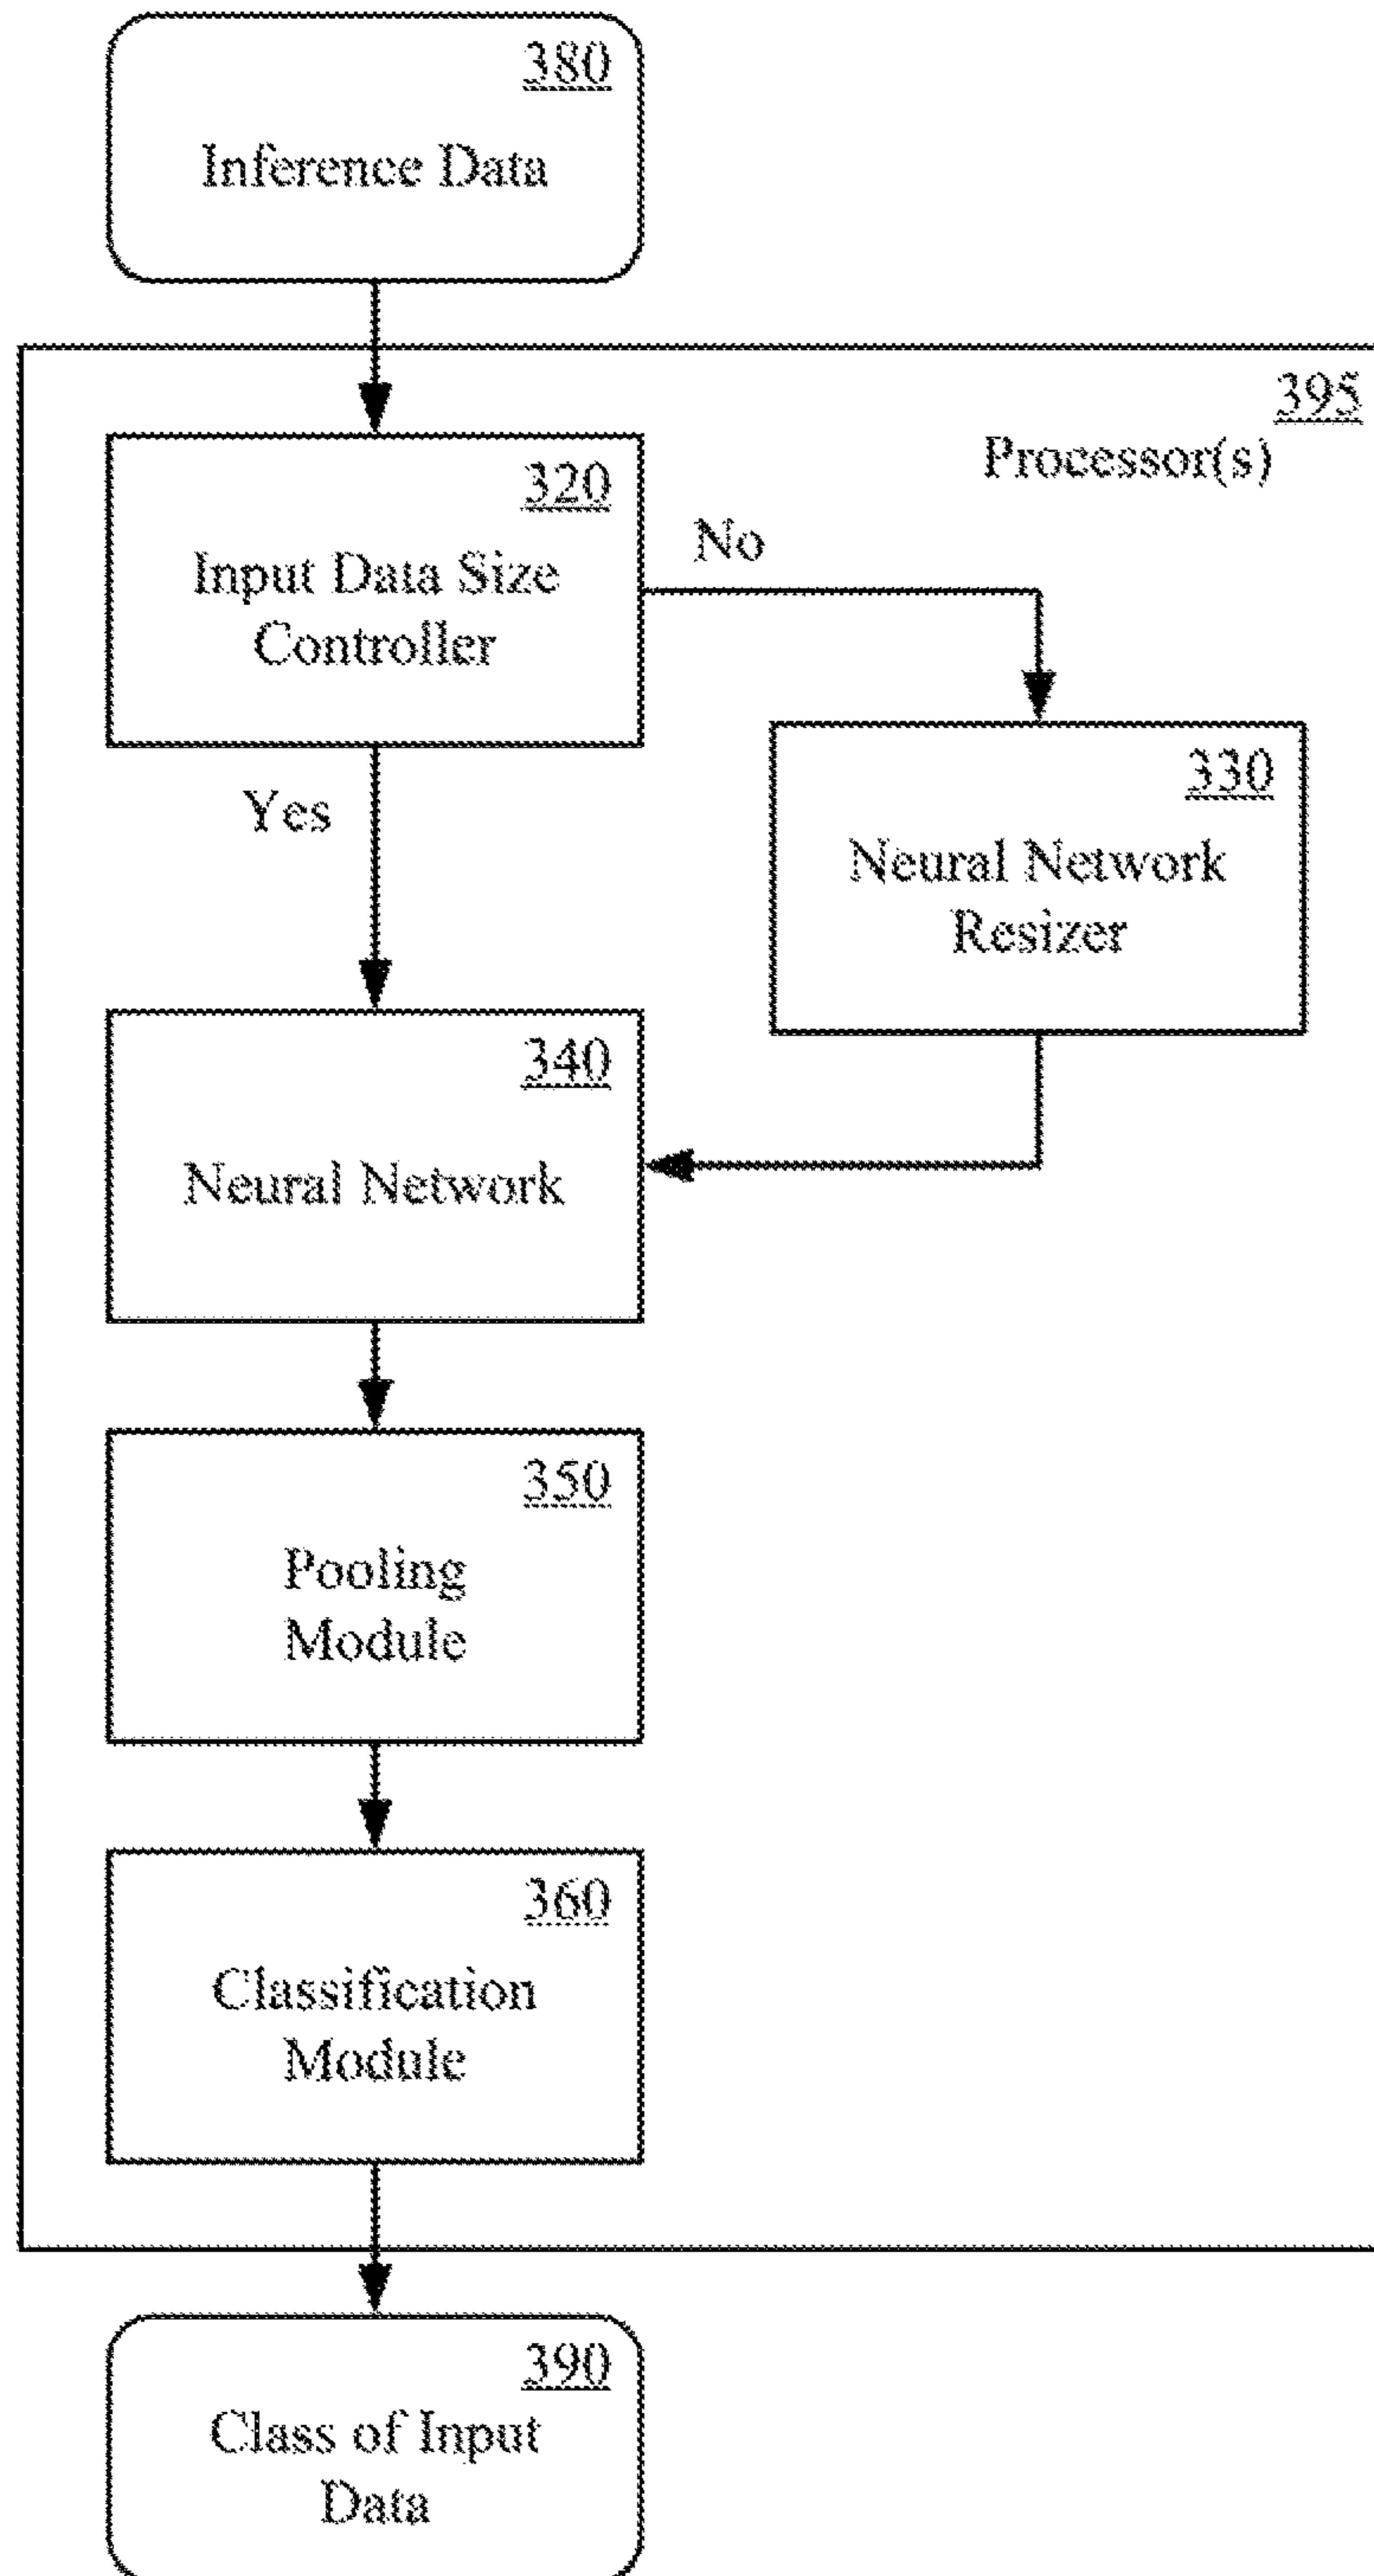 380
Inference Data
395
Processor(s)
320
Input Data Size
Controller
No
Yes
330
Neural Network
Resizer
340
Neural Network
350
Pooling
Module
360
Classification
Module
390
Class of Input
Data